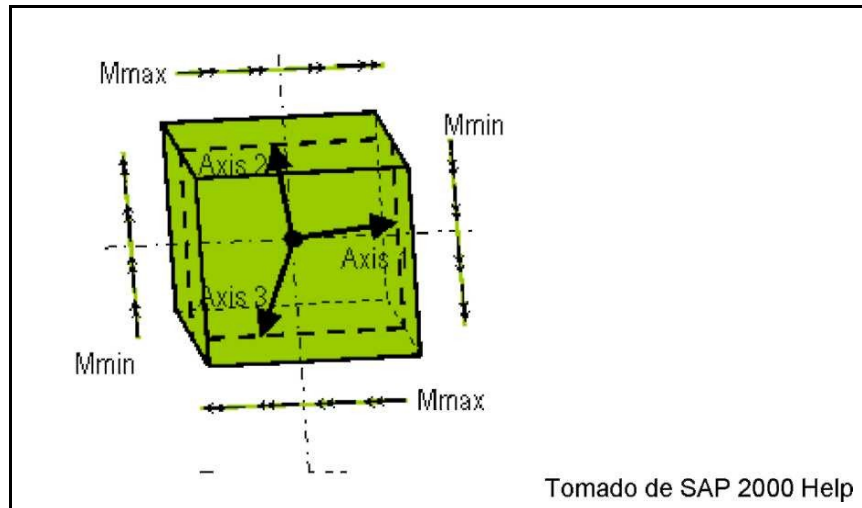 Mmax
Mmin
Axis 2
Axis 1
Axis 3
Mmin
Mmax
Tomado de SAP 2000 Help